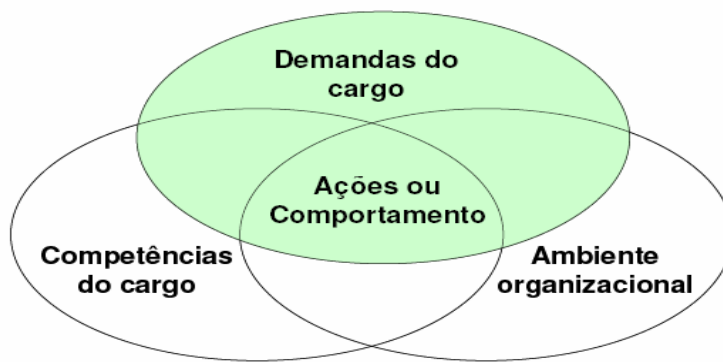 Demandas do
cargo
Ações ou
Comportamento
Competências
do cargo
Ambiente
organizacional